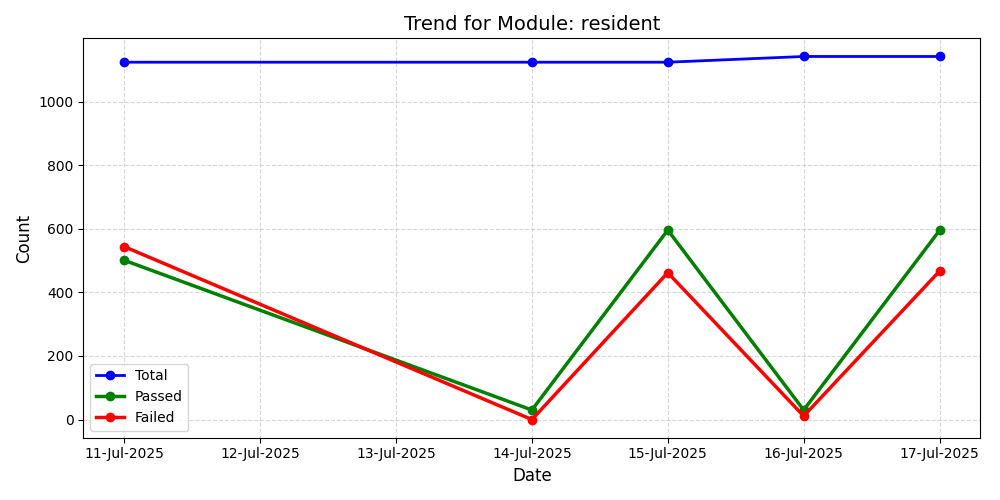 Trend for Module: resident
Count
1000
800
600
400
200
0
Total
Passed
Failed
11-Jul-2025
12-Jul-2025
13-Jul-2025
14-Jul-2025
15-Jul-2025
16-Jul-2025
17-Jul-2025
Date